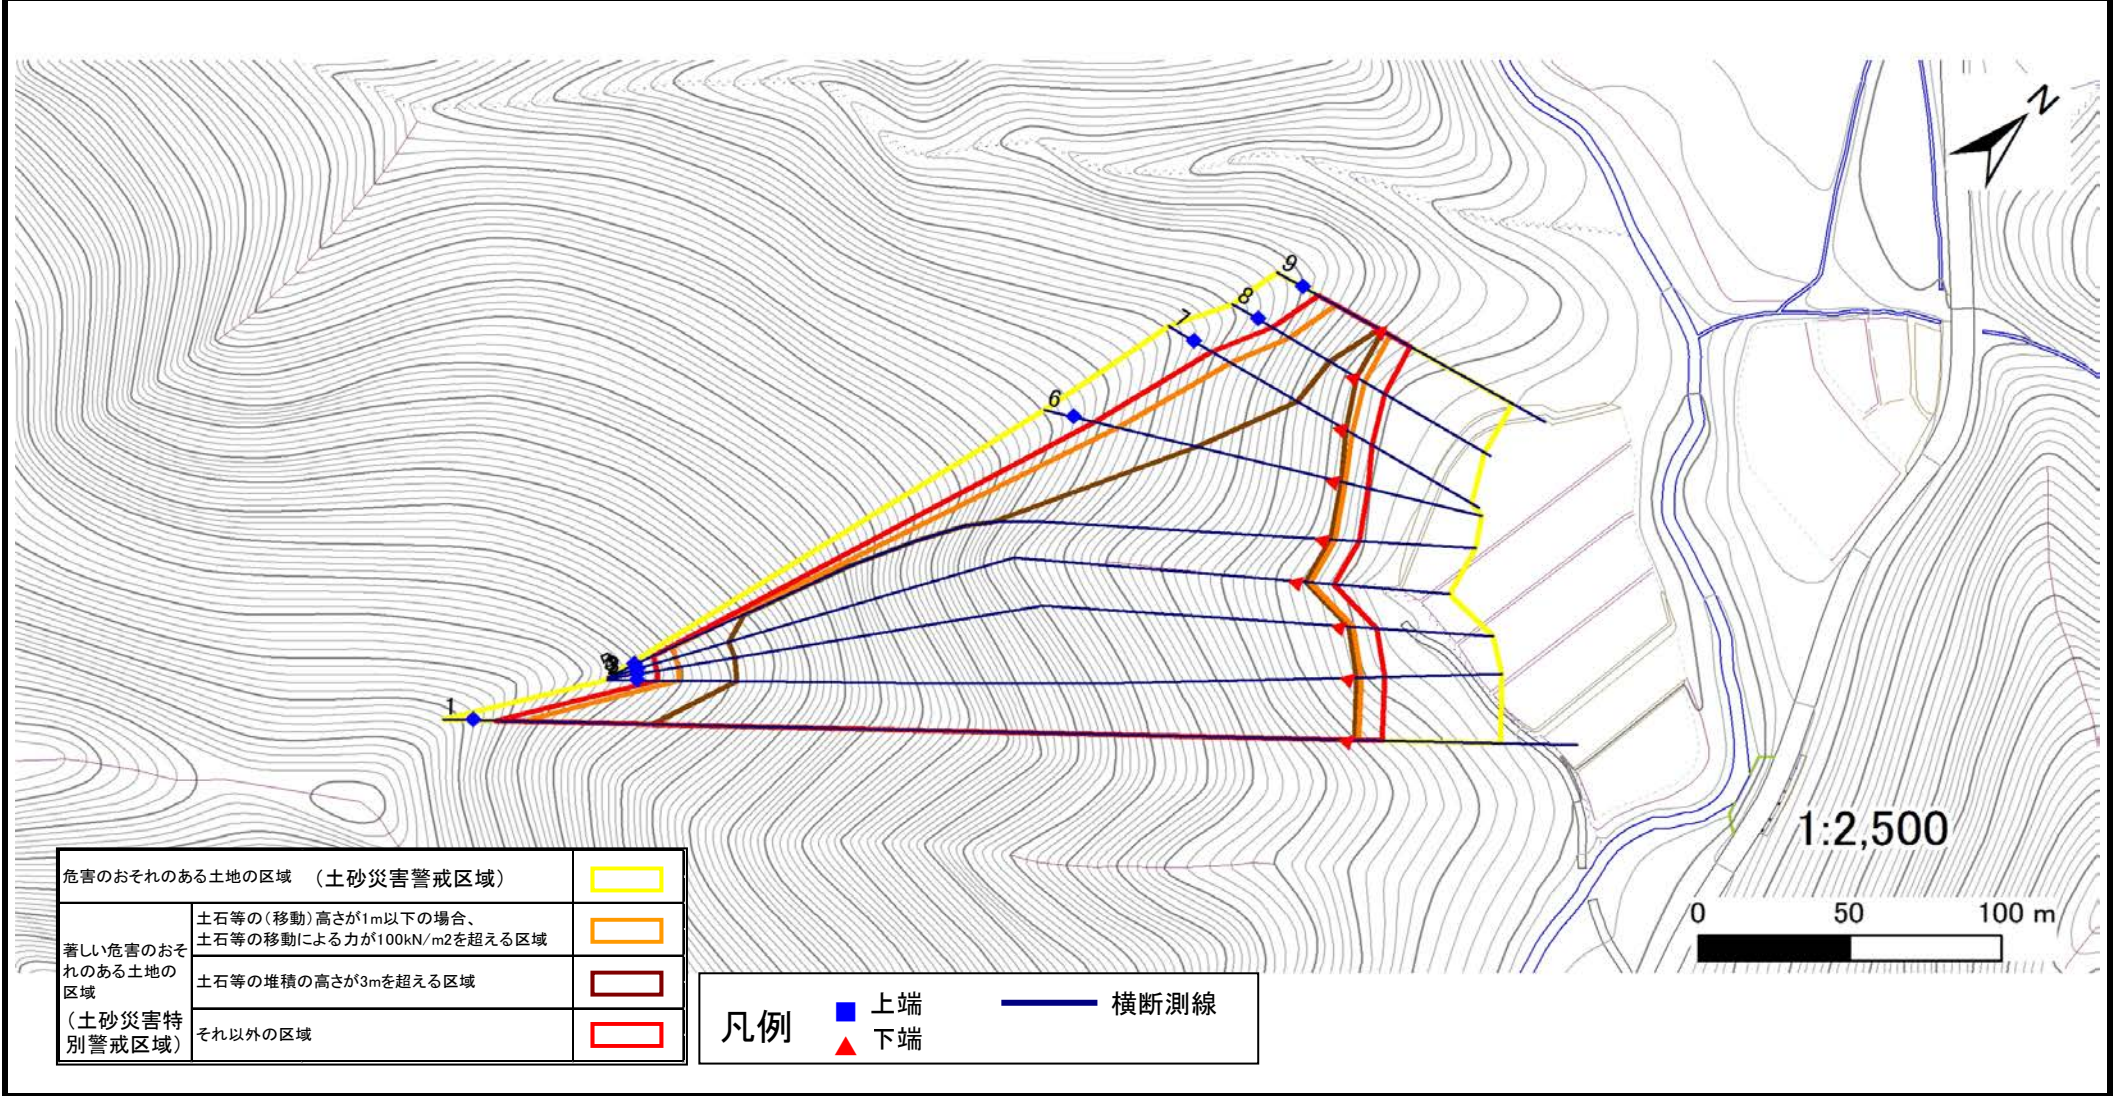 N
9
8
7
6
1
1:2,500
0 50 100 m
危害のおそれのある土地の区域 (土砂災害警戒区域)
著しい危害のおそ
れのある土地の
区域
(土砂災害特
別警戒区域)
土石等の(移動)高さが1m以下の場合、
土石等の移動による力が100kN/m2を超える区域
土石等の堆積の高さが3mを超える区域
それ以外の区域
凡例
上端
下端
横断測線